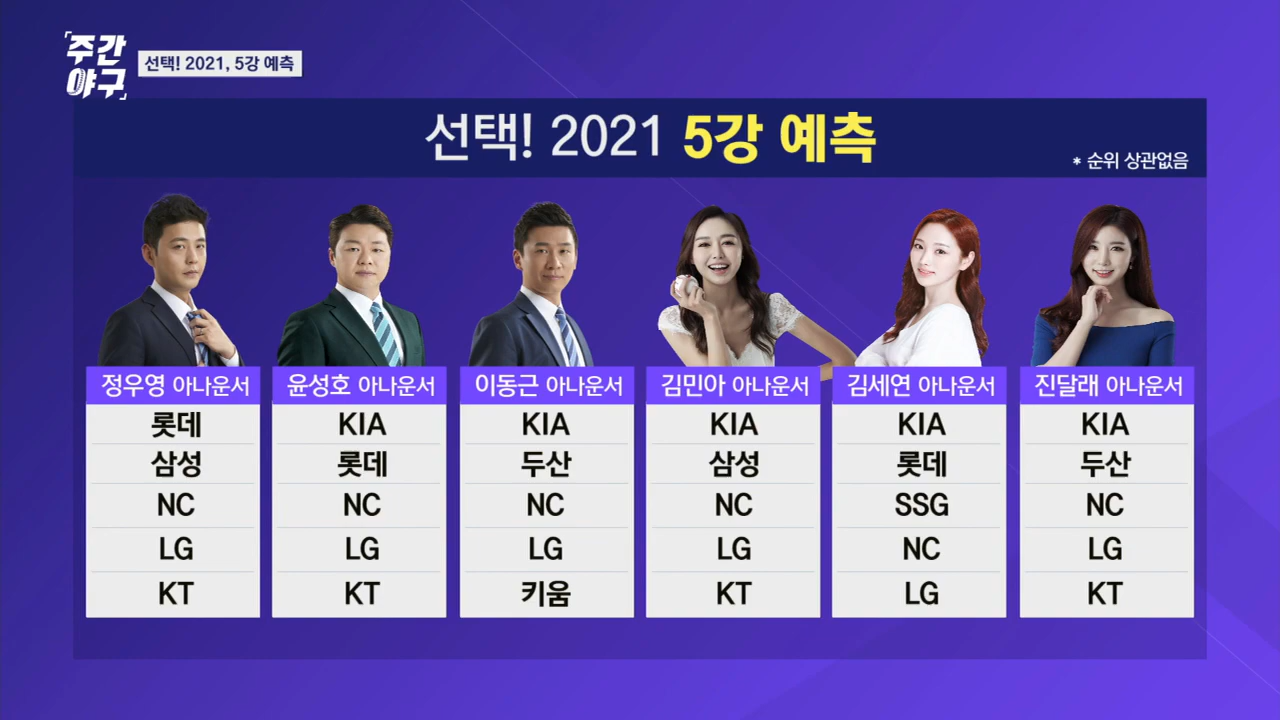 주간
야구
선택! 2021, 5강 예측
선택! 2021 5강 예측
* 순위 상관없음
정우영 아나운서
롯데
삼성
NC
LG
KT
윤성호 아나운서
KIA
롯데
NC
LG
KT
이동근 아나운서
KIA
두산
NC
LG
키움
김민아 아나운서
KIA
삼성
NC
LG
KT
김세연 아나운서
KIA
롯데
SSG
NC
LG
진달래 아나운서
KIA
두산
NC
LG
KT